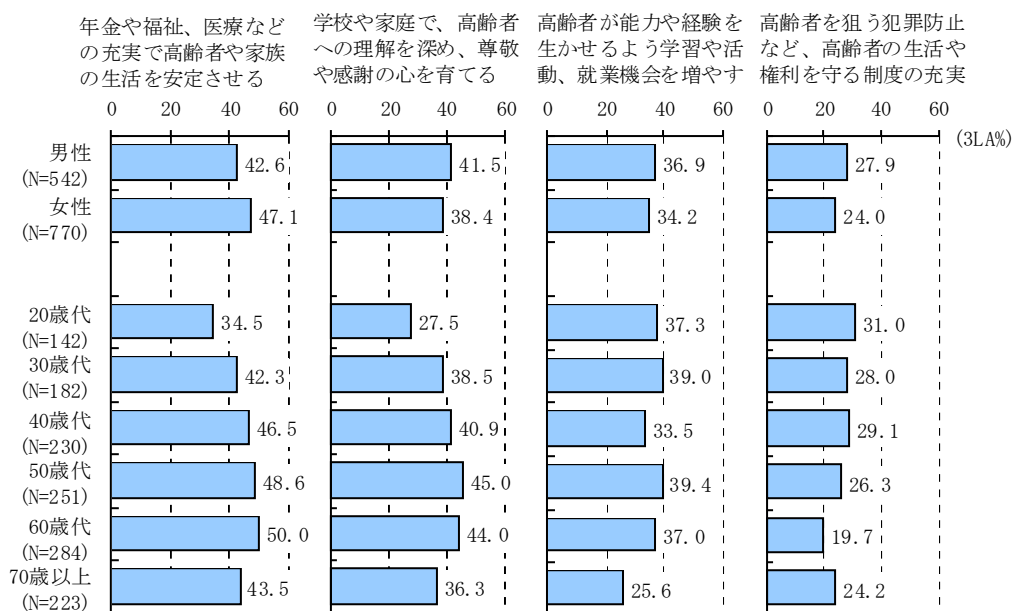 年金や福祉、医療など
の充実で高齢者や家族
の生活を安定させる
学校や家庭で、高齢者
への理解を深め、尊敬
や感謝の心を育てる
高齢者が能力や経験を
生かせるよう学習や活
動、就業機会を増やす
高齢者を狙う犯罪防止
など、高齢者の生活や
権利を守る制度の充実
0 20 40 60 0 20 40 60 0 20 40 60 0 20 40 60
(3LA%)
男性
(N=542)
42.6 41.5 36.9 27.9
女性
(N=770)
47.1 38.4 34.2 24.0
20歳代
(N=142)
34.5 27.5 37.3 31.0
30歳代
(N=182)
42.3 38.5 39.0 28.0
40歳代
(N=230)
46.5 40.9 33.5 29.1
50歳代
(N=251)
48.6 45.0 39.4 26.3
60歳代
(N=284)
50.0 44.0 37.0 19.7
70歳以上
(N=223)
43.5 36.3 25.6 24.2